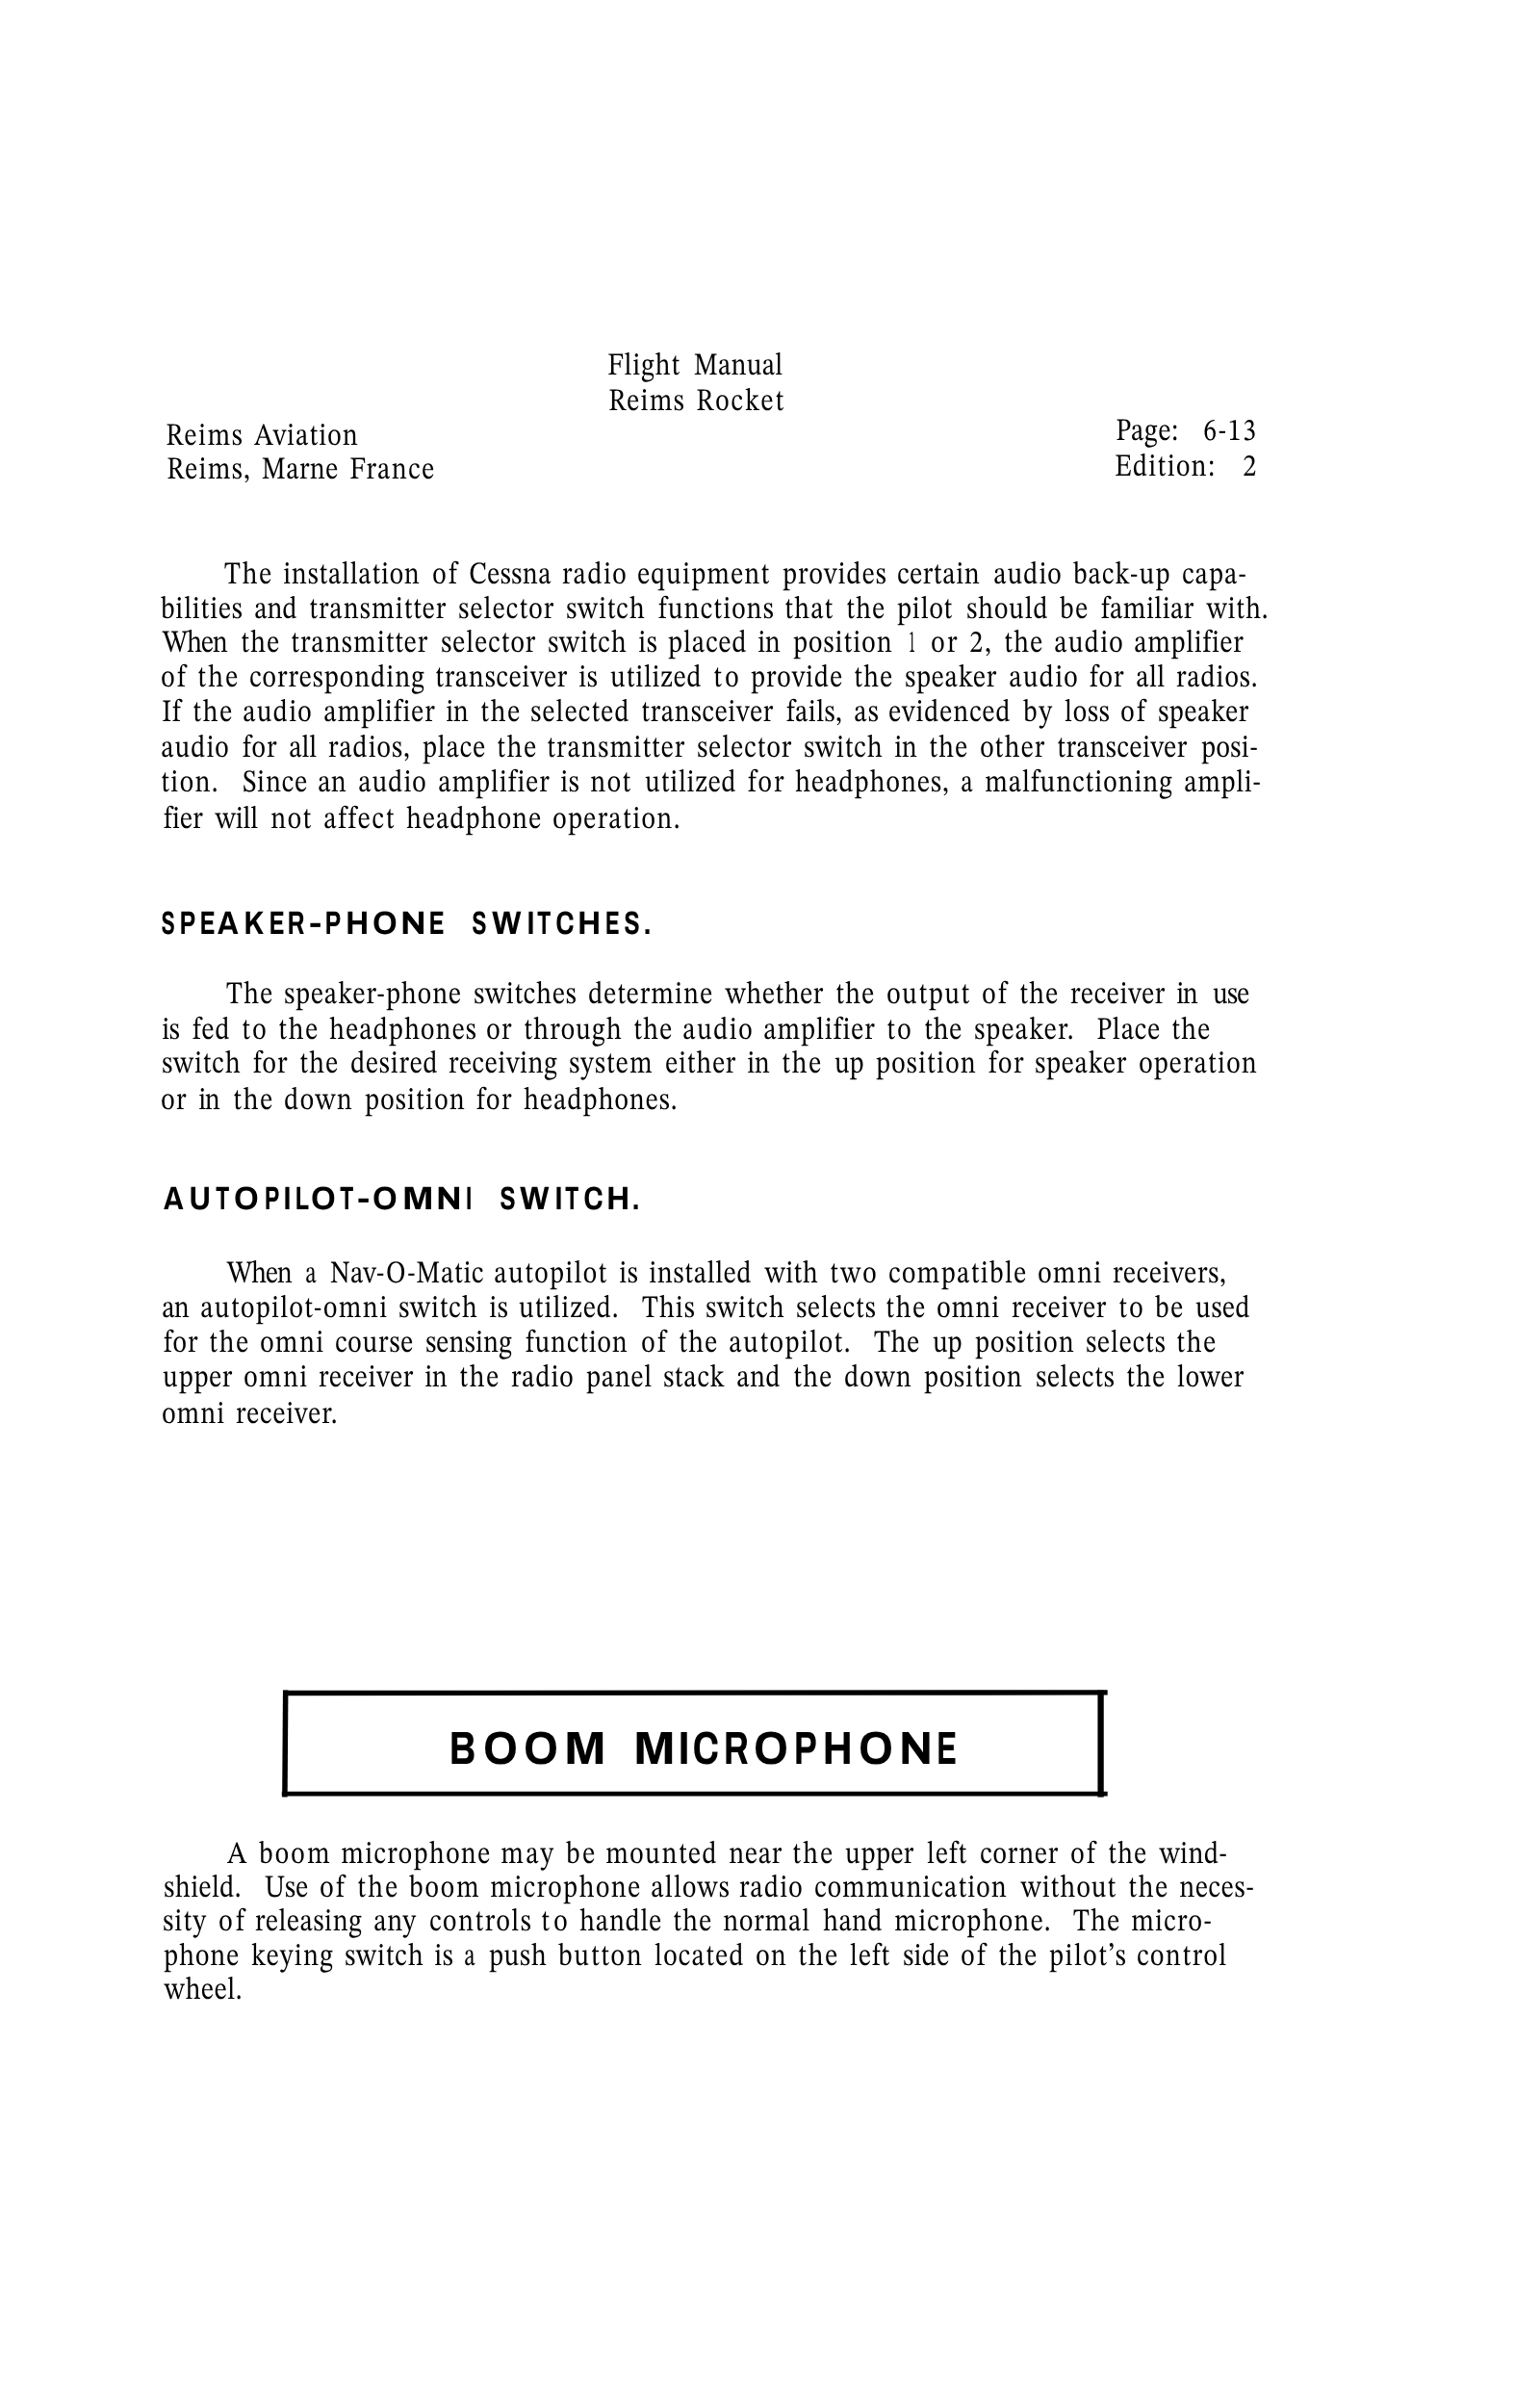 Flight Manual
Reims Rocket
Reims Aviation
Reims, Marne France
Page: 6-13
Edition: 2
The installation of Cessna radio equipment provides certain audio back-up capa-
bilities and transmitter selector switch functions that the pilot should be familiar with.
When the transmitter selector switch is placed in position 1 or 2, the audio amplifier
of the corresponding transceiver is utilized to provide the speaker audio for all radios.
If the audio amplifier in the selected transceiver fails, as evidenced by loss of speaker
audio for all radios, place the transmitter selector switch in the other transceiver posi-
tion. Since an audio amplifier is not utilized for headphones, a malfunctioning ampli-
fier will not affect headphone operation.
SPEAKER-PHONE SWITCHES.
The speaker-phone switches determine whether the output of the receiver in use
is fed to the headphones or through the audio amplifier to the speaker. Place the
switch for the desired receiving system either in the up position for speaker operation
or in the down position for headphones.
AUTOPILOT-OMNI SWITCH.
When a Nav-O-Matic autopilot is installed with two compatible omni receivers,
an autopilot-omni switch is utilized. This switch selects the omni receiver to be used
for the omni course sensing function of the autopilot. The up position selects the
upper omni receiver in the radio panel stack and the down position selects the lower
omni receiver.
BOOM MICROPHONE
A boom microphone may be mounted near the upper left corner of the wind-
shield. Use of the boom microphone allows radio communication without the neces-
sity of releasing any controls to handle the normal hand microphone. The micro-
phone keying switch is a push button located on the left side of the pilot's control
wheel.